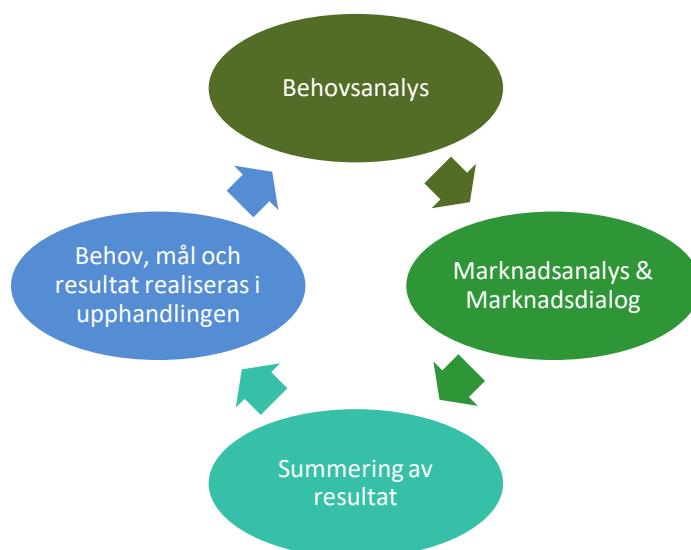 Behovsanalys
Marknadsanalys &
Marknadsdialog
Summering av
resultat
Behov, mål och
resultat realiseras i
upphandlingen